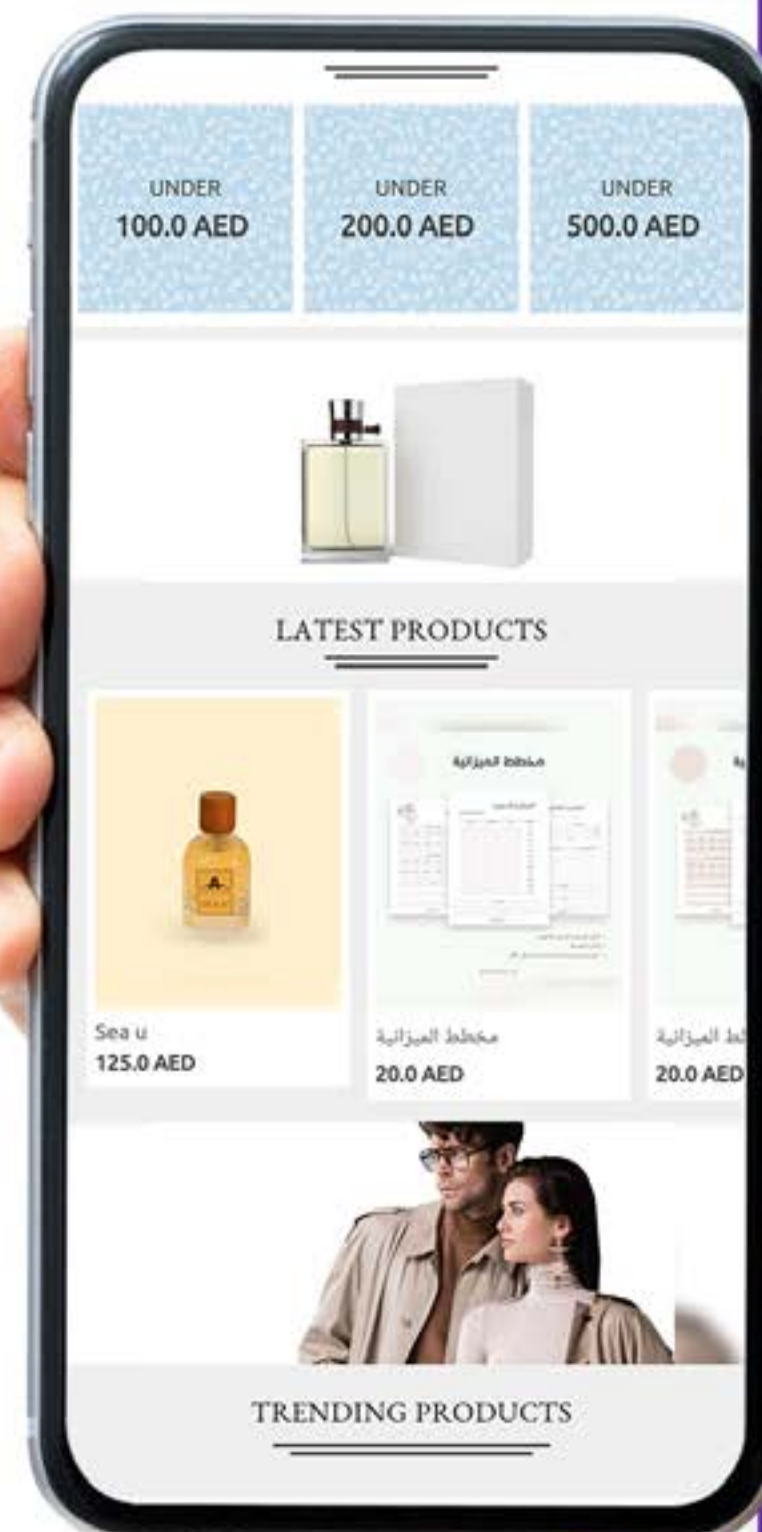 UNDER
100.0 AED
UNDER
200.0 AED
UNDER
500.0 AED
LATEST PRODUCTS
مخطط الميزانية
Sea u
125.0 AED
مخطط الميزانية
20.0 AED
الميزانية
20.0 AED
TRENDING PRODUCTS